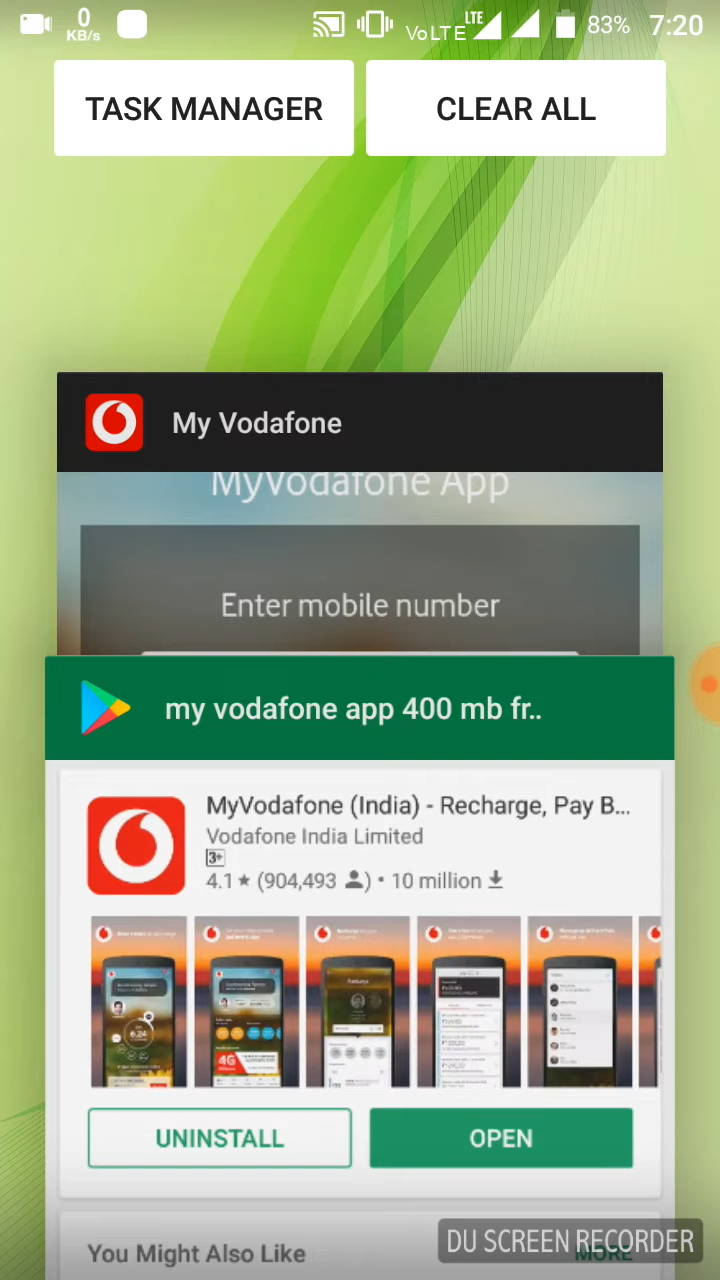 0
KB/s
VoLTE LTE 83% 7:20
TASK MANAGER
CLEAR ALL
My Vodafone
MyVodafone App
Enter mobile number
my vodafone app 400 mb fr..
MyVodafone (India) - Recharge, Pay B...
Vodafone India Limited
3+
4.1★ (904,493 ) • 10 million
4G
UNINSTALL
OPEN
You Might Also Like
MORE
DU SCREEN RECORDER